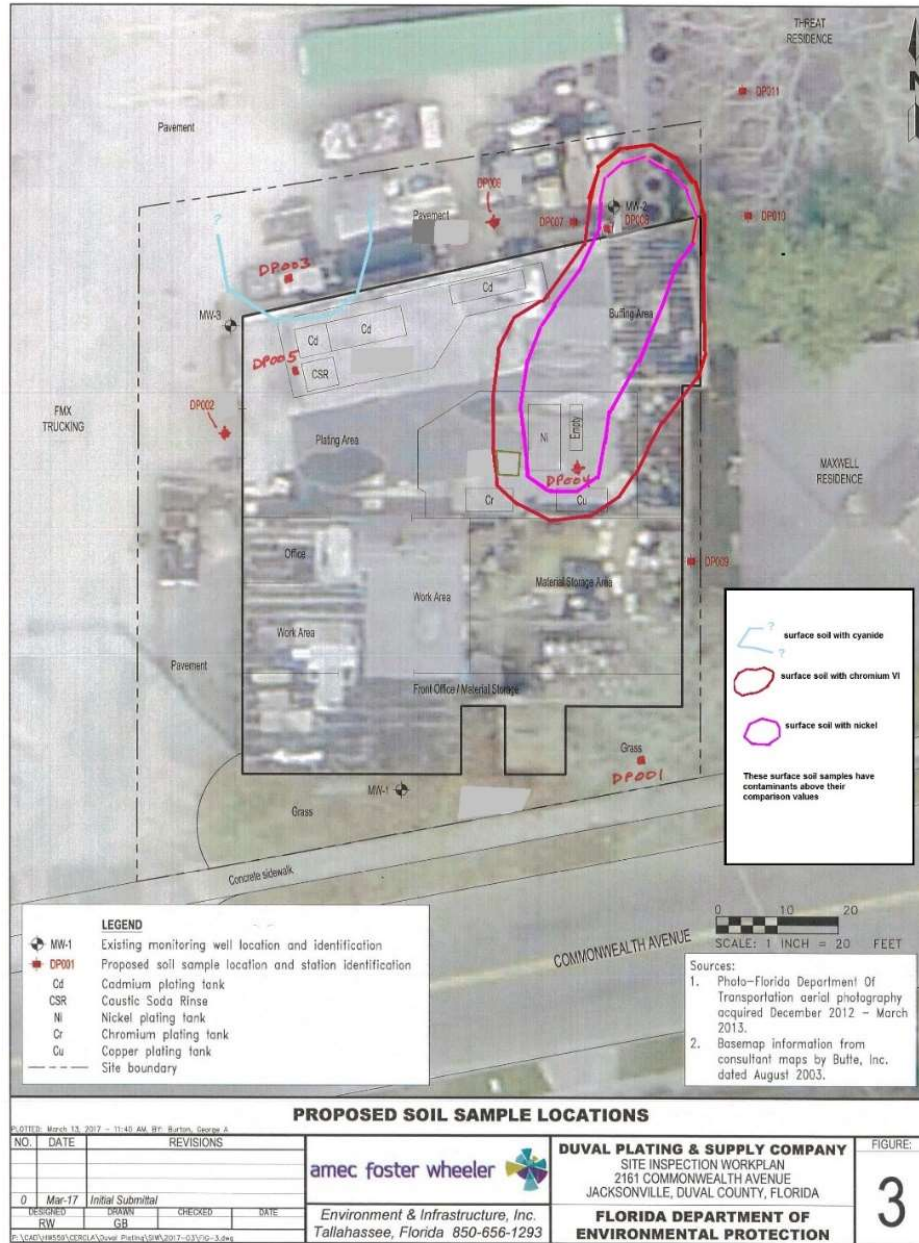 THREAT
RESIDENCE
N
DP011
Pavement
DP006
MW-2
DP010
Pavement
DP007
DP008
?
DP003
Cd
Buffing Area
MW-3
Cd
Cd
DP005
CSR
DP002
FMX
TRUCKING
Plating Area
Ni
Empty
MAXWELL
RESIDENCE
DP004
Cr
Cu
Office
DP009
Material Storage Area
Work Area
Work Area
Pavement
Front Office / Material Storage
Grass
DP001
MW-1
Grass
Concrete sidewalk
COMMONWEALTH AVENUE
?
surface soil with cyanide
?
surface soil with chromium VI
surface soil with nickel
These surface soil samples have
contaminants above their
comparison values
0 10 20
SCALE: 1 INCH = 20 FEET
LEGEND
MW-1 Existing monitoring well location and identification
DP001 Proposed soil sample location and station identification
Cd Cadmium plating tank
CSR Caustic Soda Rinse
Ni Nickel plating tank
Cr Chromium plating tank
Cu Copper plating tank
Site boundary
Sources:
1. Photo-Florida Department Of
Transportation aerial photography
acquired December 2012 - March
2013.
2. Basemap information from
consultant maps by Butte, Inc.
dated August 2003.
PROPOSED SOIL SAMPLE LOCATIONS
PLOTTED: March 13, 2017 - 11:40 AM, BY: Burton, George A
NO. DATE REVISIONS
0 Mar-17 Initial Submittal
DESIGNED DRAWN CHECKED DATE
RW GB
amec foster wheeler
Environment & Infrastructure, Inc.
Tallahassee, Florida 850-656-1293
DUVAL PLATING & SUPPLY COMPANY
SITE INSPECTION WORKPLAN
2161 COMMONWEALTH AVENUE
JACKSONVILLE, DUVAL COUNTY, FLORIDA
FLORIDA DEPARTMENT OF
ENVIRONMENTAL PROTECTION
FIGURE:
3